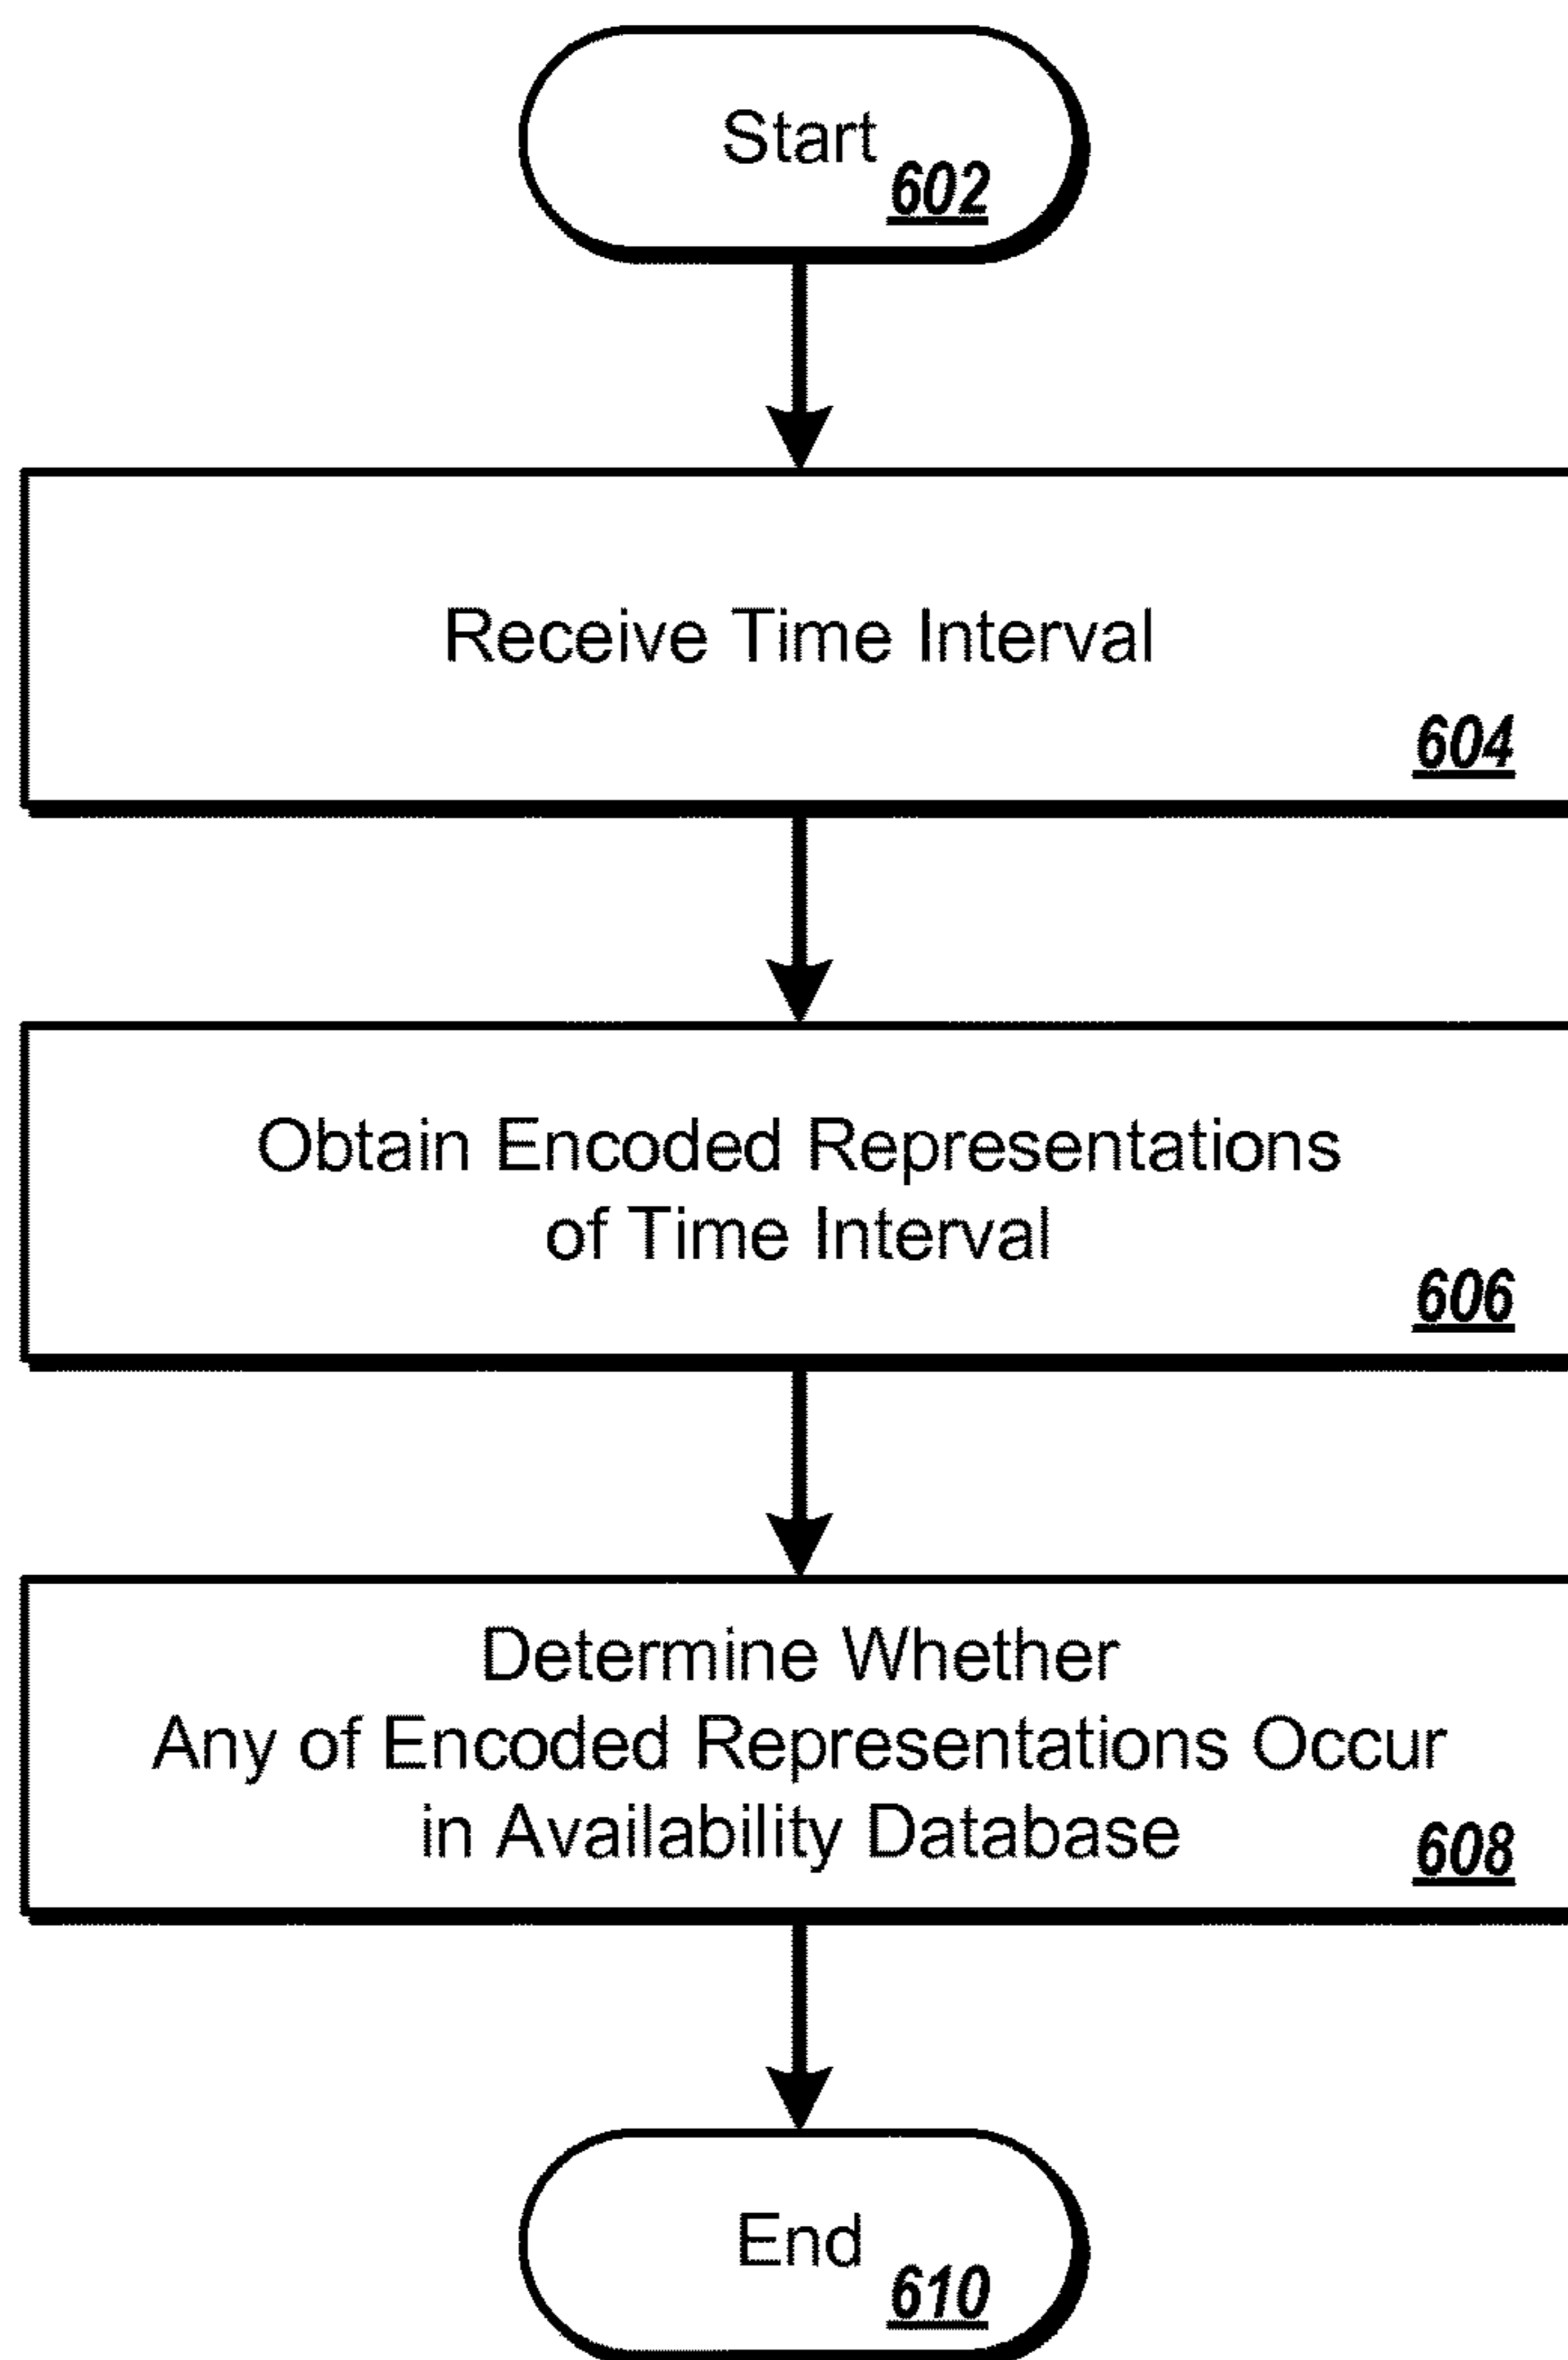 Start
602
Receive Time Interval
604
Obtain Encoded Representations
of Time Interval
606
Determine Whether
Any of Encoded Representations Occur
in Availability Database
608
End
610